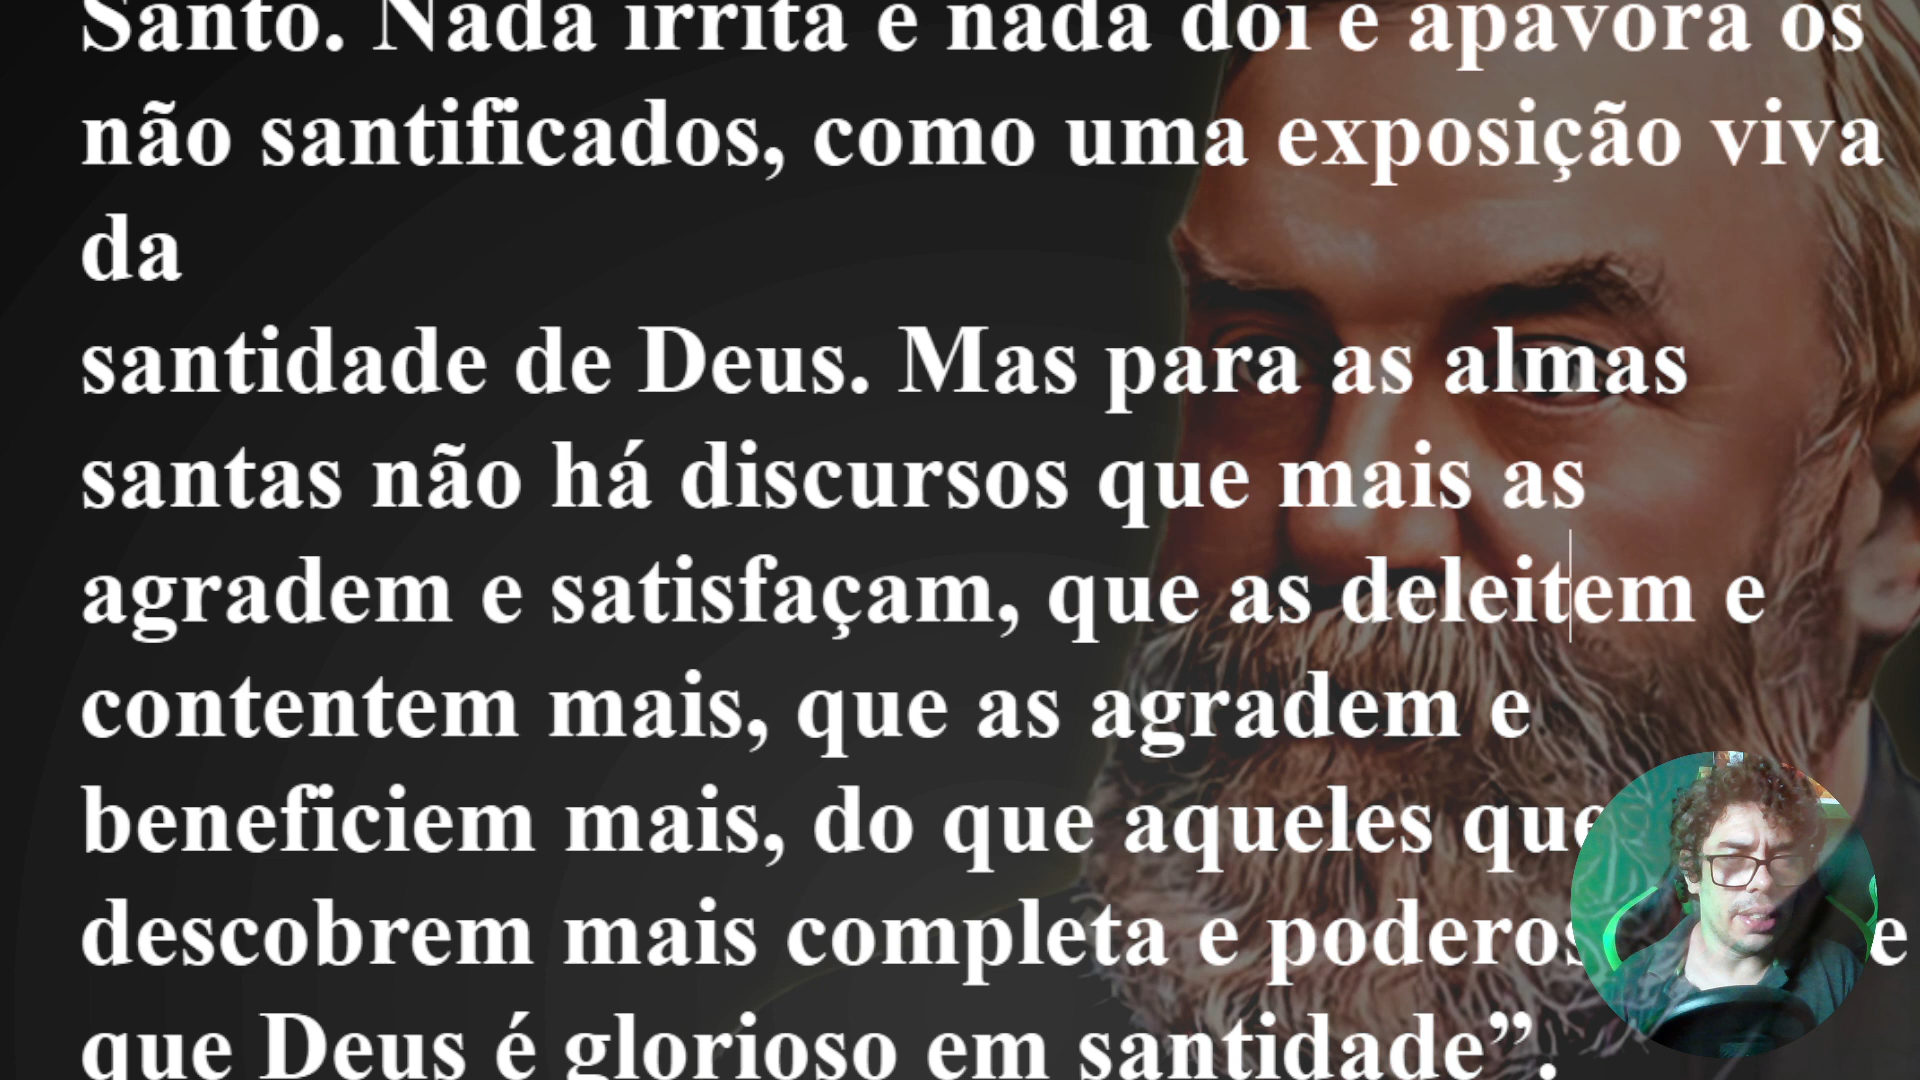 Santo. Nada irrita e nada dói e apavora os
não santificados, como uma exposição viva
da
santidade de Deus. Mas para as almas
santas não há discursos que mais as
agradem e satisfaçam, que as deleitem e
contentem mais, que as agradem e
beneficiem mais, do que aqueles que
descobrem mais completa e
que Deus é glorioso em santidade”.